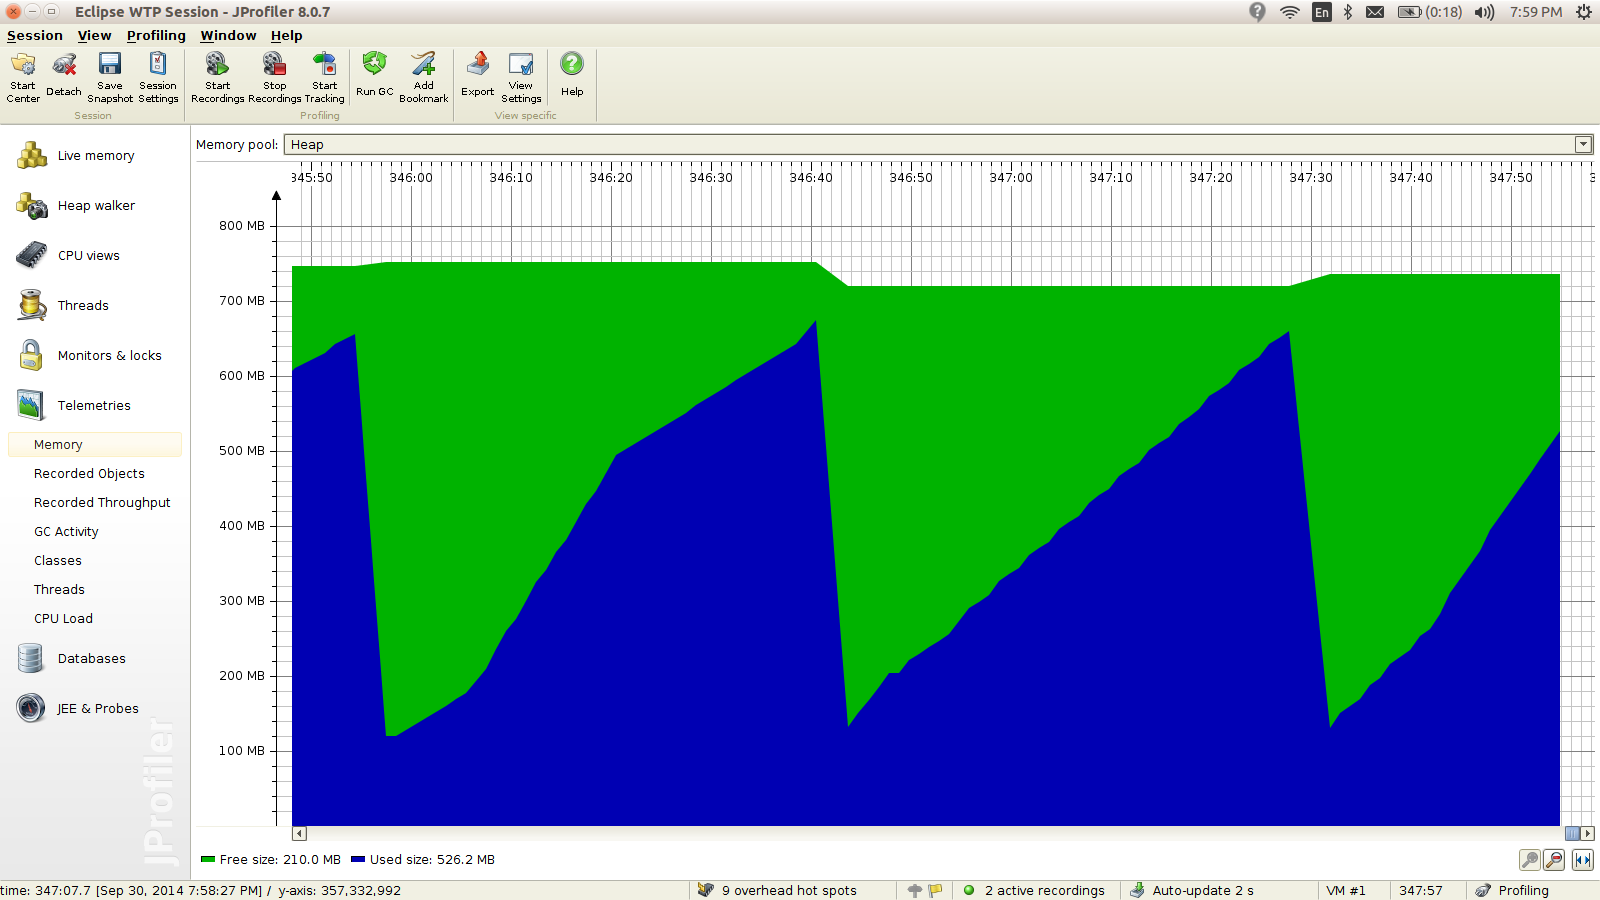 Eclipse WTP Session - JProfiler 8.0.7
En (0:18) 7:59 PM
Session View Profiling Window Help
Start Center Detach Save Snapshot Session Settings Start Recordings Stop Recordings Start Tracking Run GC Add Bookmark Export View Settings Help
Session Profiling View specific
Live memory
Heap walker
CPU views
Threads
Monitors & locks
Telemetries
Memory
Recorded Objects
Recorded Throughput
GC Activity
Classes
Threads
CPU Load
Databases
JEE & Probes
JProfiler
Memory pool: Heap
345:50 346:00 346:10 346:20 346:30 346:40 346:50 347:00 347:10 347:20 347:30 347:40 347:50 3
800 MB
700 MB
600 MB
500 MB
400 MB
300 MB
200 MB
100 MB
Free size: 210.0 MB Used size: 526.2 MB
time: 347:07.7 [Sep 30, 2014 7:58:27 PM] / y-axis: 357,332,992 9 overhead hot spots 2 active recordings Auto-update 2 s VM #1 347:57 Profiling